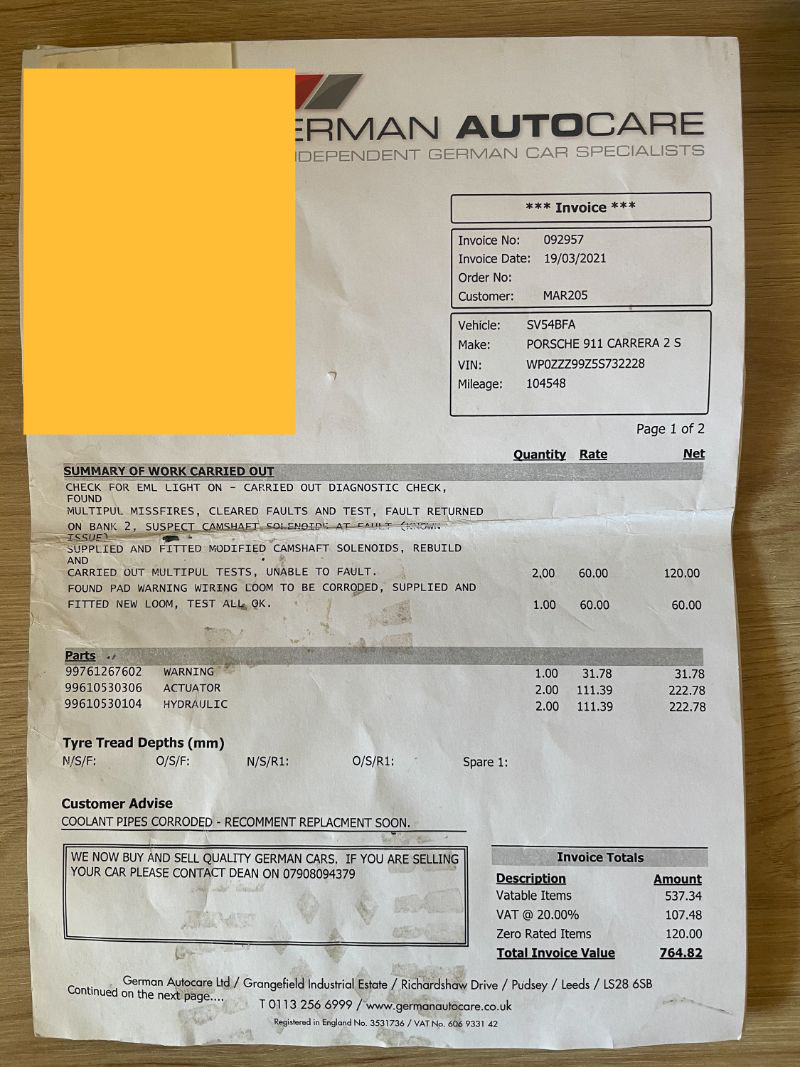 ERMAN AUTOCARE
INDEPENDENT GERMAN CAR SPECIALISTS
*** Invoice ***
Invoice No: 092957
Invoice Date: 19/03/2021
Order No:
Customer: MAR205
Vehicle: SV54BFA
Make: PORSCHE 911 CARRERA 2 S
VIN: WP0ZZZ99Z5S732228
Mileage: 104548
Page 1 of 2
Quantity Rate Net
SUMMARY OF WORK CARRIED OUT
CHECK FOR EML LIGHT ON - CARRIED OUT DIAGNOSTIC CHECK,
FOUND
MULTIPUL MISSFIRES, CLEARED FAULTS AND TEST, FAULT RETURNED
ON BANK 2, SUSPECT CAMSHAFT SOLENOIDS AT FAULT (KNOWN
ISSUE)
SUPPLIED AND FITTED MODIFIED CAMSHAFT SOLENOIDS, REBUILD
AND
CARRIED OUT MULTIPUL TESTS, UNABLE TO FAULT. 2.00 60.00 120.00
FOUND PAD WARNING WIRING LOOM TO BE CORRODED, SUPPLIED AND
FITTED NEW LOOM, TEST ALL OK. 1.00 60.00 60.00
Parts
99761267602 WARNING 1.00 31.78 31.78
99610530306 ACTUATOR 2.00 111.39 222.78
99610530104 HYDRAULIC 2.00 111.39 222.78
Tyre Tread Depths (mm)
N/S/F: O/S/F: N/S/R1: O/S/R1: Spare 1:
Customer Advise
COOLANT PIPES CORRODED - RECOMMENT REPLACMENT SOON.
WE NOW BUY AND SELL QUALITY GERMAN CARS, IF YOU ARE SELLING
YOUR CAR PLEASE CONTACT DEAN ON 07908094379
Invoice Totals
Description Amount
Vatable Items 537.34
VAT @ 20.00% 107.48
Zero Rated Items 120.00
Total Invoice Value 764.82
German Autocare Ltd / Grangefield Industrial Estate / Richardshaw Drive / Pudsey / Leeds / LS28 6SB
Continued on the next page....
T 0113 256 6999 / www.germanautocare.co.uk
Registered in England No. 3531736 / VAT No. 606 9331 42